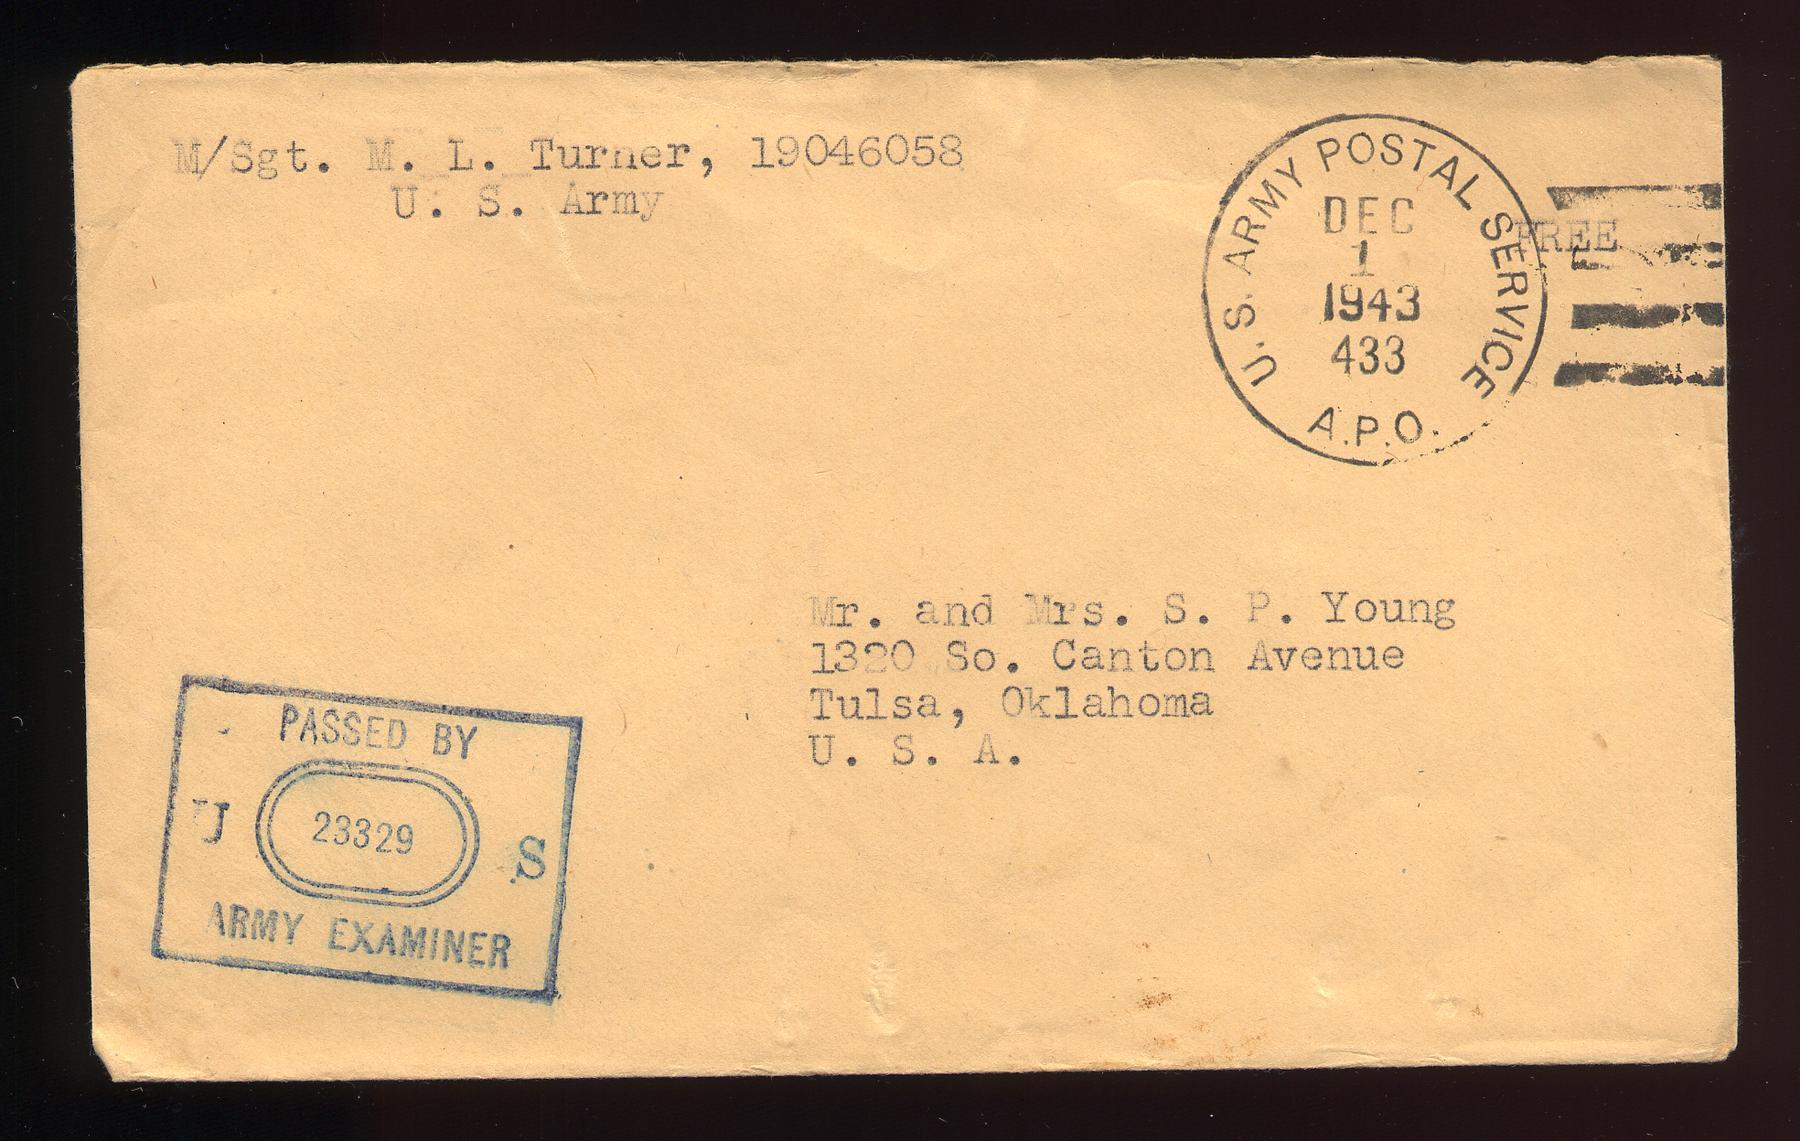 M/Sgt. M. L. Turner, 19046058
U. S. Army
U.S. ARMY POSTAL SERVICE
DEC
1
1943
433
A.P.O.
FREE
Mr. and Mrs. S. P. Young
1320 So. Canton Avenue
Tulsa, Oklahoma
U. S. A.
PASSED BY
U 23329 S
ARMY EXAMINER